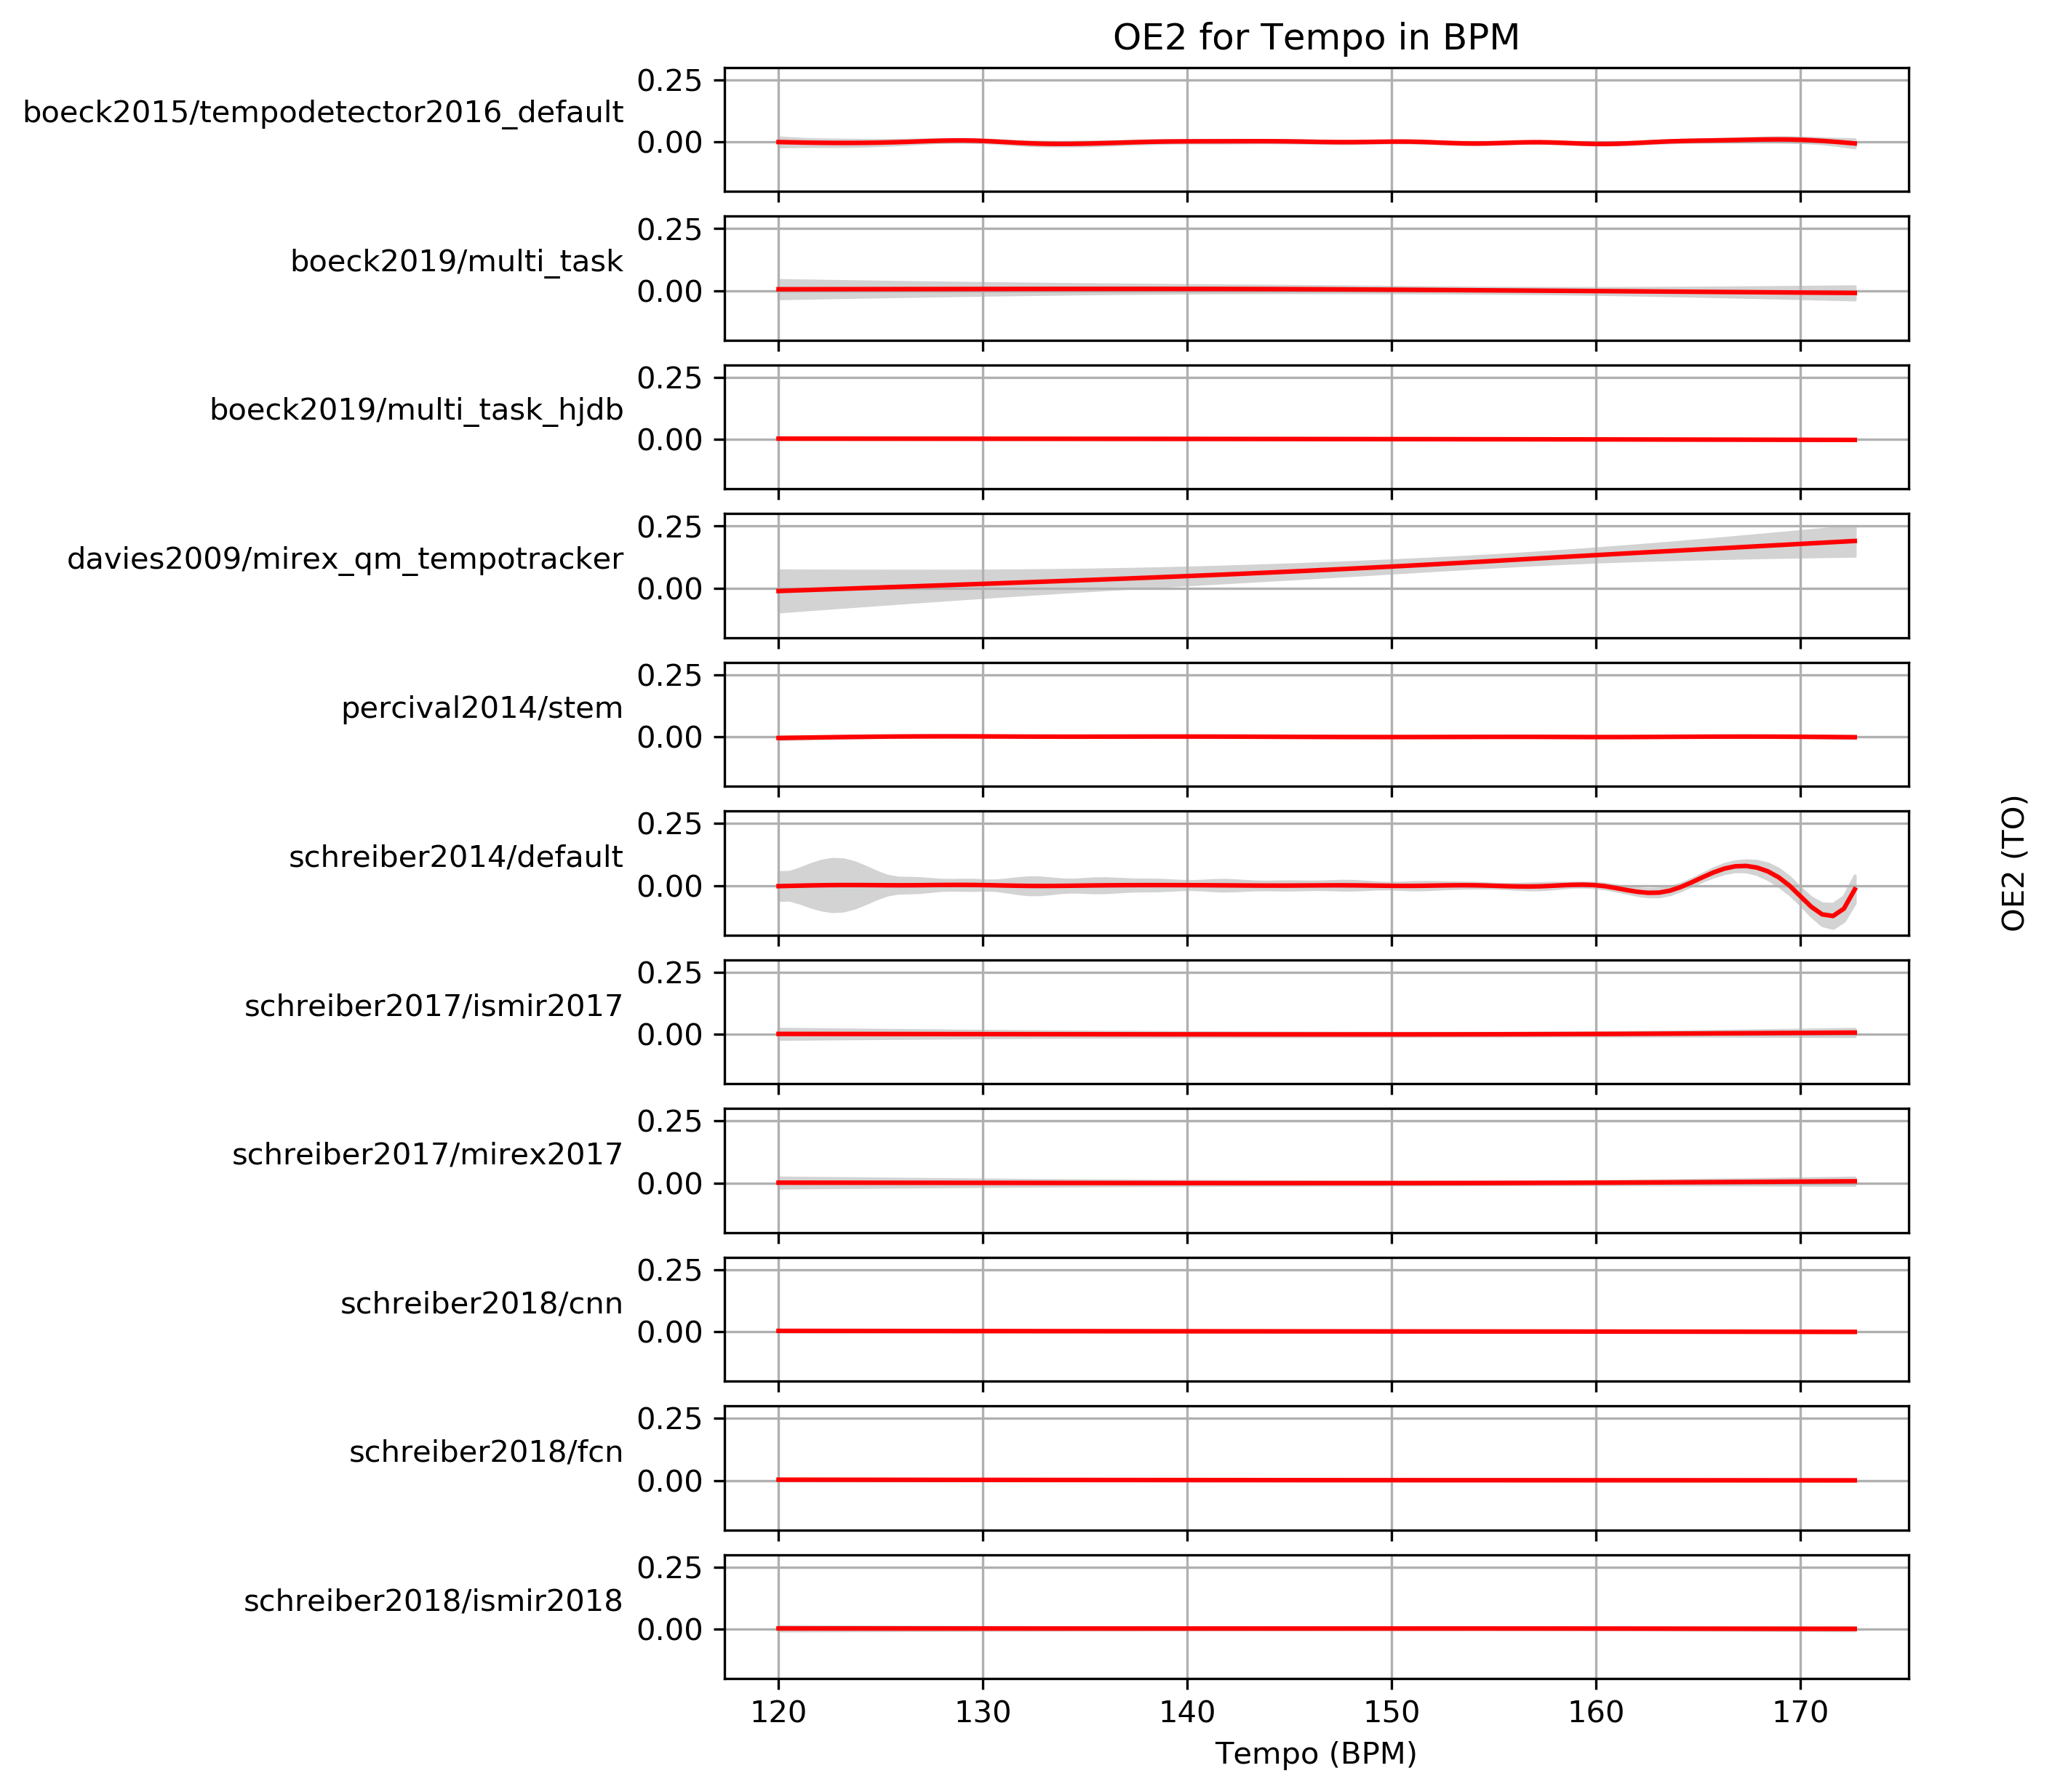 OE2 for Tempo in BPM
boeck2015/tempodetector2016_default
0.25
0.00
boeck2019/multi_task
0.25
0.00
boeck2019/multi_task_hjdb
0.25
0.00
davies2009/mirex_qm_tempotracker
0.25
0.00
percival2014/stem
0.25
0.00
schreiber2014/default
0.25
0.00
schreiber2017/ismir2017
0.25
0.00
schreiber2017/mirex2017
0.25
0.00
schreiber2018/cnn
0.25
0.00
schreiber2018/fcn
0.25
0.00
schreiber2018/ismir2018
0.25
0.00
120 130 140 150 160 170
Tempo (BPM)
OE2 (TO)